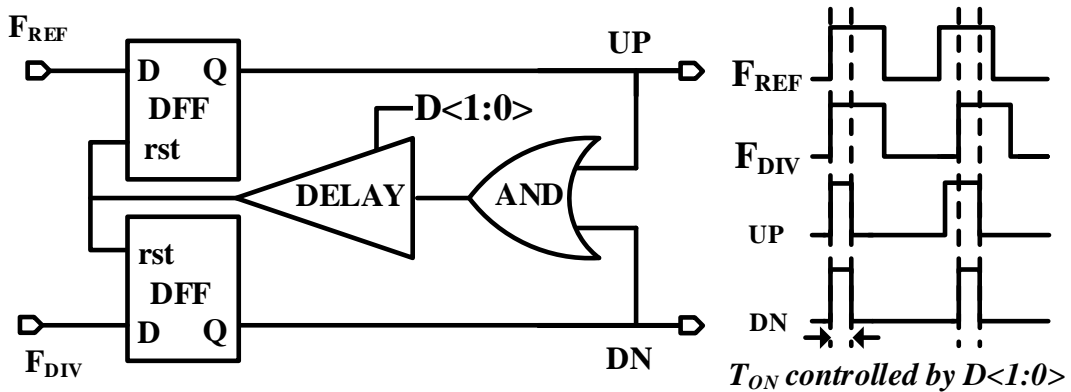 F_REF
D Q
DFF
rst
UP
D<1:0>
DELAY
AND
rst
DFF
D Q
F_DIV
DN
F_REF
F_DIV
UP
DN
T_ON controlled by D<1:0>